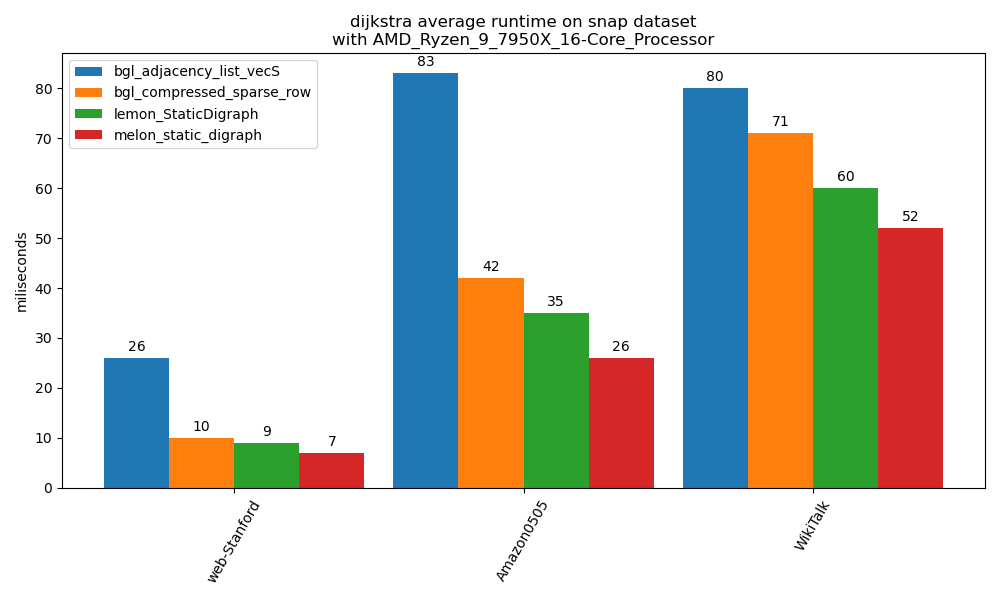 dijkstra average runtime on snap dataset
with AMD_Ryzen_9_7950X_16-Core_Processor
bgl_adjacency_list_vecS
bgl_compressed_sparse_row
lemon_StaticDigraph
melon_static_digraph
miliseconds
80
70
60
50
40
30
20
10
0
26
10
9
7
83
42
35
26
80
71
60
52
web-Stanford
Amazon0505
WikiTalk